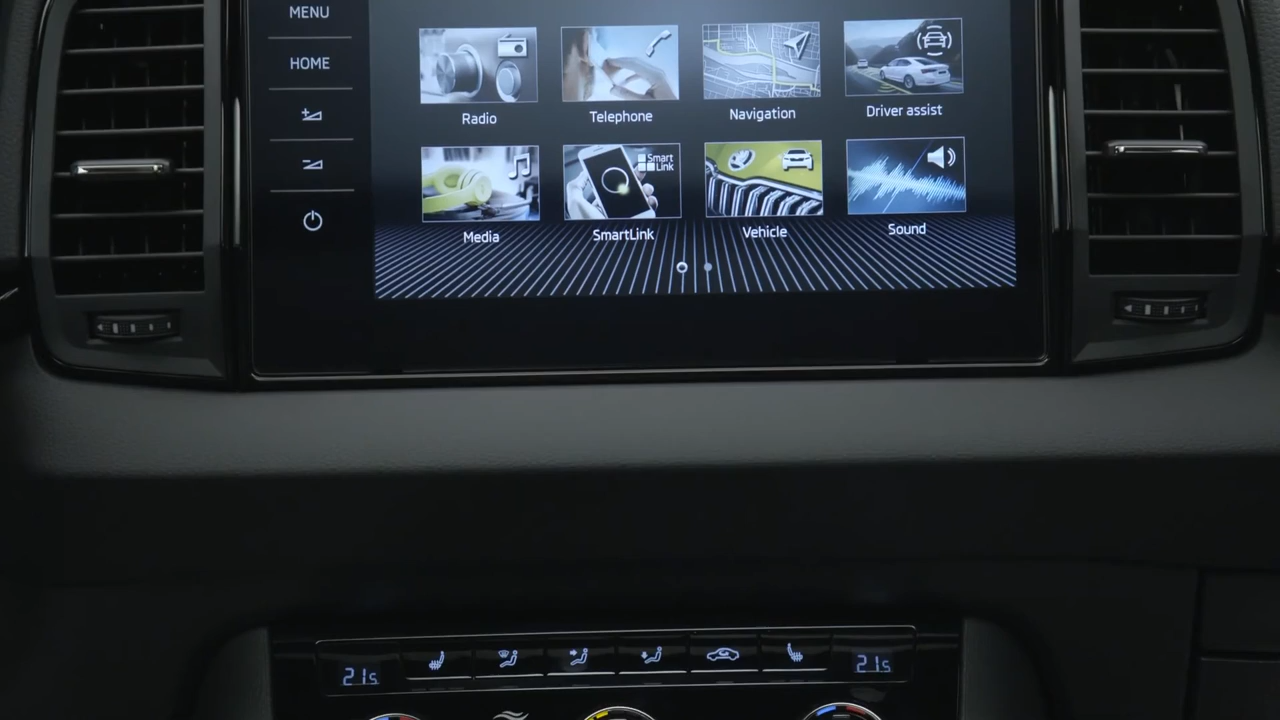 MENU
HOME
Radio
Telephone
Navigation
Driver assist
Smart
Link
Media
SmartLink
Vehicle
Sound
21.5
21.5